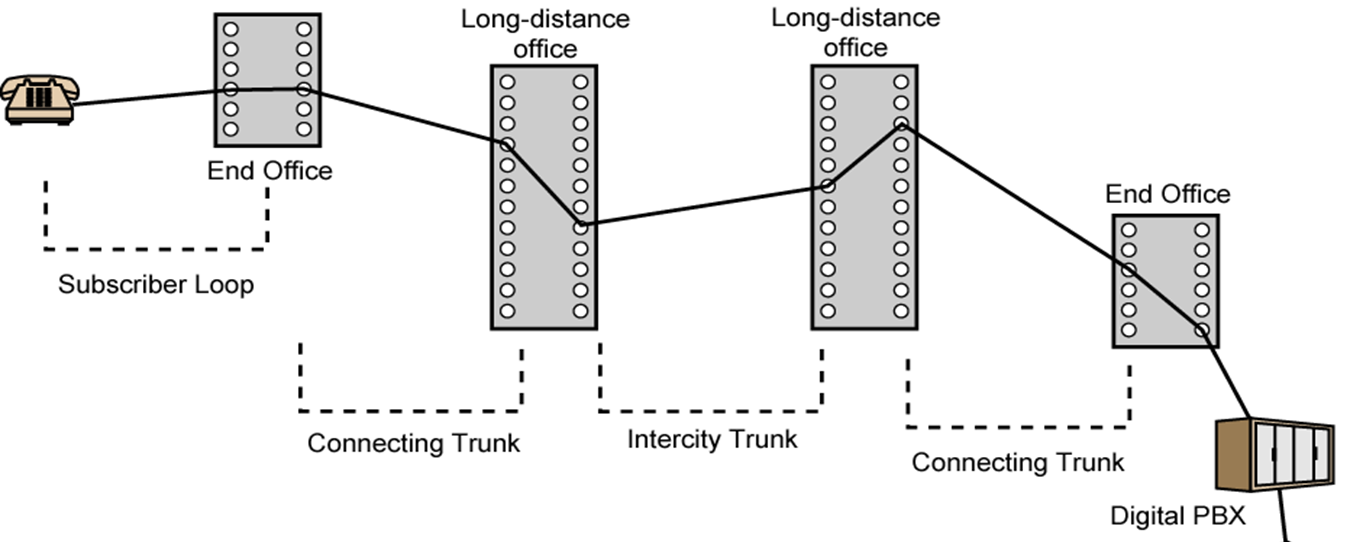 Long-distance
office
Long-distance
office
End Office
End Office
Subscriber Loop
Connecting Trunk
Intercity Trunk
Connecting Trunk
Digital PBX